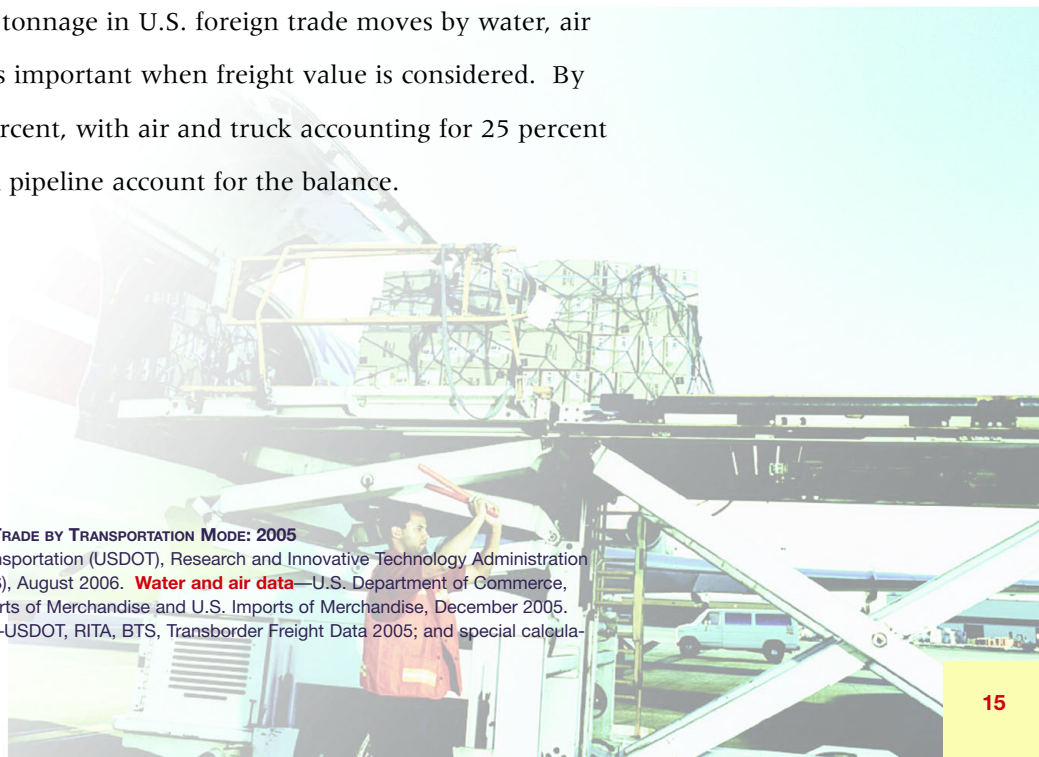 tonnage in U.S. foreign trade moves by water, air
s important when freight value is considered. By
rcent, with air and truck accounting for 25 percent
pipeline account for the balance.
RADE BY TRANSPORTATION MODE: 2005
nsportation (USDOT), Research and Innovative Technology Administration
), August 2006. Water and air data—U.S. Department of Commerce,
rts of Merchandise and U.S. Imports of Merchandise, December 2005.
-USDOT, RITA, BTS, Transborder Freight Data 2005; and special calcula-
15